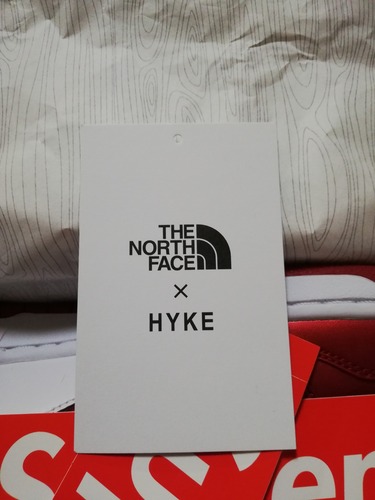 THE
NORTH
FACE
×
HYKE